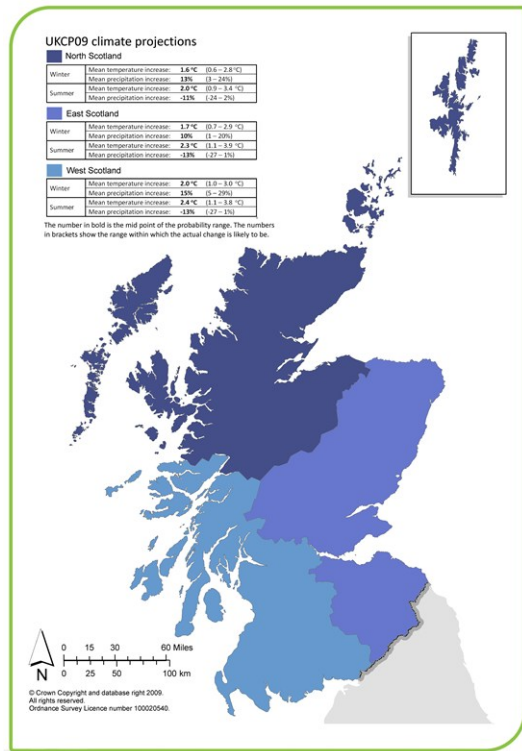 UKCP09 climate projections
North Scotland
Winter Mean temperature increase: 1.6 °C (0.6 – 2.8 °C)
Mean precipitation increase: 13% (3 – 24%)
Summer Mean temperature increase: 2.0 °C (0.9 – 3.4 °C)
Mean precipitation increase: -11% (-24 – 2%)
East Scotland
Winter Mean temperature increase: 1.7 °C (0.7 – 2.9 °C)
Mean precipitation increase: 10% (1 – 20%)
Summer Mean temperature increase: 2.3 °C (1.1 – 3.9 °C)
Mean precipitation increase: -13% (-27 – 1%)
West Scotland
Winter Mean temperature increase: 2.0 °C (1.0 – 3.0 °C)
Mean precipitation increase: 15% (5 – 29%)
Summer Mean temperature increase: 2.4 °C (1.1 – 3.8 °C)
Mean precipitation increase: -13% (-27 – 1%)
The number in bold is the mid point of the probability range. The numbers
in brackets show the range within which the actual change is likely to be.
N
0 15 30 60 Miles
0 25 50 100 km
© Crown Copyright and database right 2009.
All rights reserved.
Ordnance Survey Licence number 100020540.